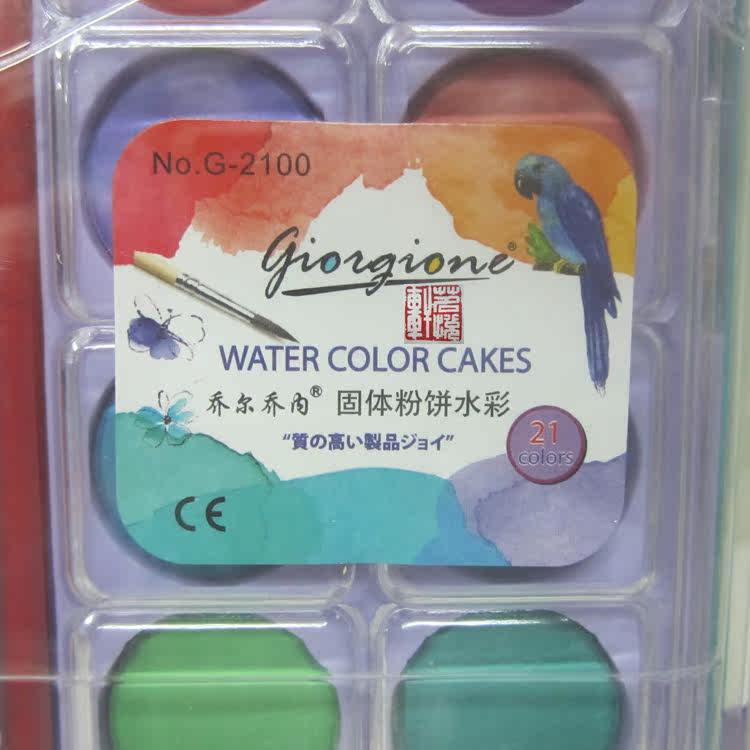 No.G-2100
giorgione®
WATER COLOR CAKES
乔尔乔内® 固体粉饼水彩
"質の高い製品ジョイ"
21
colors
CE